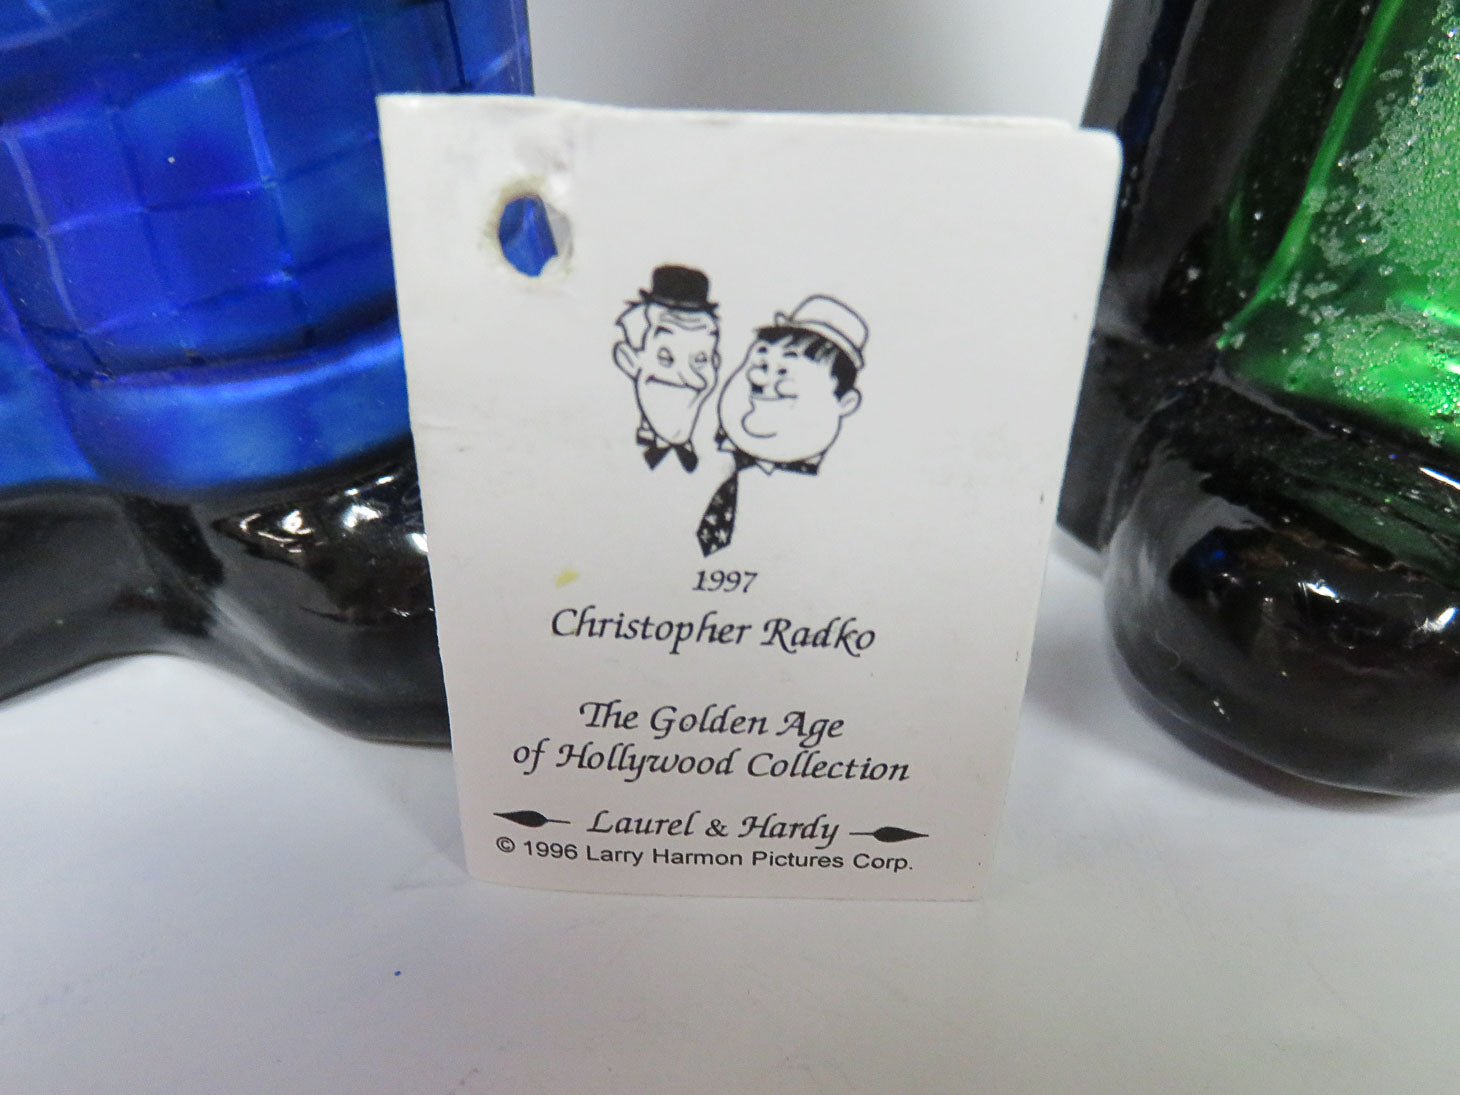 1997
Christopher Radko
The Golden Age
of Hollywood Collection
Laurel & Hardy
© 1996 Larry Harmon Pictures Corp.